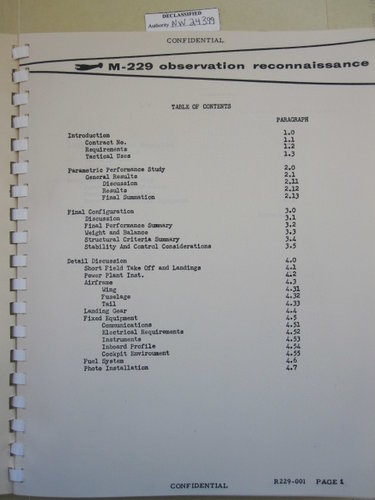 DECLASSIFIED
Authority NW 24399
CONFIDENTIAL
M-229 observation reconnaissance
TABLE OF CONTENTS
PARAGRAPH
Introduction 1.0
Contract No. 1.1
Requirements 1.2
Tactical Uses 1.3
Parametric Performance Study 2.0
General Results 2.1
Discussion 2.11
Results 2.12
Final Summation 2.13
Final Configuration 3.0
Discussion 3.1
Final Performance Summary 3.2
Weight and Balance 3.3
Structural Criteria Summary 3.4
Stability And Control Considerations 3.5
Detail Discussion 4.0
Short Field Take Off and Landings 4.1
Power Plant Inst. 4.2
Airframe 4.3
Wing 4.31
Fuselage 4.32
Tail 4.33
Landing Gear 4.4
Fixed Equipment 4.5
Communications 4.51
Electrical Requirements 4.52
Instruments 4.53
Inboard Profile 4.54
Cockpit Enviroument 4.55
Fuel System 4.6
Photo Installation 4.7
CONFIDENTIAL
R229-001 PAGE 1